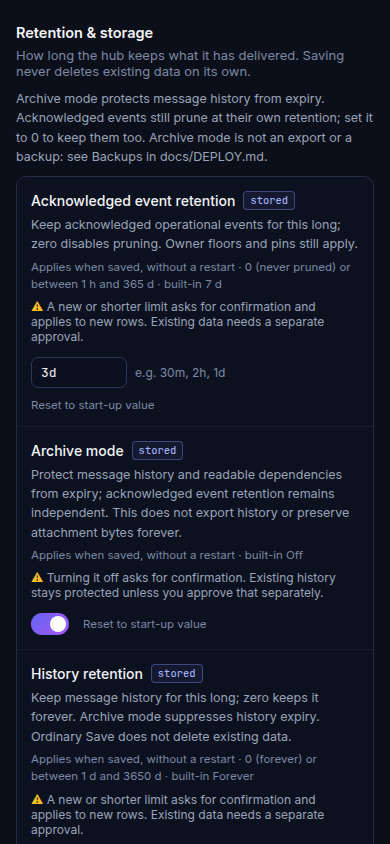 Retention & storage
How long the hub keeps what it has delivered. Saving
never deletes existing data on its own.
Archive mode protects message history from expiry.
Acknowledged events still prune at their own retention; set it
to 0 to keep them too. Archive mode is not an export or a
backup: see Backups in docs/DEPLOY.md.
Acknowledged event retention stored
Keep acknowledged operational events for this long;
zero disables pruning. Owner floors and pins still apply.
Applies when saved, without a restart · 0 (never pruned) or
between 1 h and 365 d · built-in 7 d
⚠ A new or shorter limit asks for confirmation and
applies to new rows. Existing data needs a separate
approval.
3d e.g. 30m, 2h, 1d
Reset to start-up value
Archive mode stored
Protect message history and readable dependencies
from expiry; acknowledged event retention remains
independent. This does not export history or preserve
attachment bytes forever.
Applies when saved, without a restart · built-in Off
⚠ Turning it off asks for confirmation. Existing history
stays protected unless you approve that separately.
Reset to start-up value
History retention stored
Keep message history for this long; zero keeps it
forever. Archive mode suppresses history expiry.
Ordinary Save does not delete existing data.
Applies when saved, without a restart · 0 (forever) or
between 1 d and 3650 d · built-in Forever
⚠ A new or shorter limit asks for confirmation and
applies to new rows. Existing data needs a separate
approval.